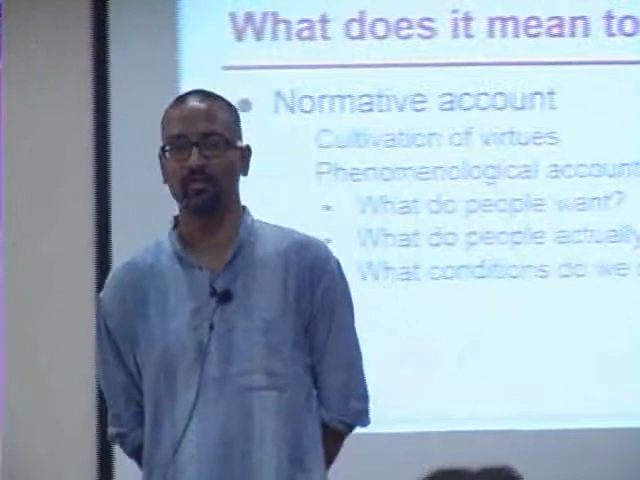 What does it mean to
• Normative account
Cultivation of virtues
Phenomenological account
• What do people want?
• What do people actually
What conditions do we